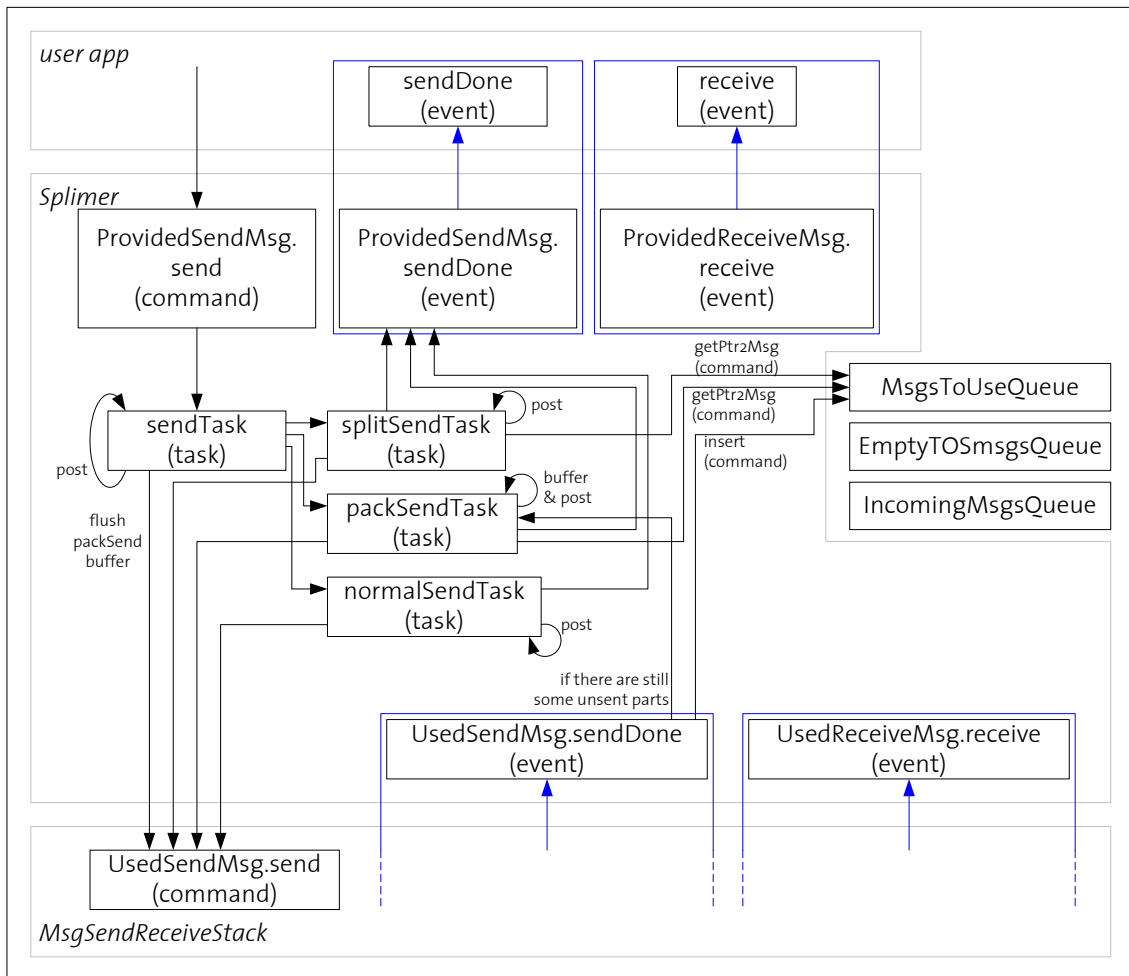 user app
sendDone
(event)
receive
(event)
Splimer
ProvidedSendMsg.
send
(command)
ProvidedSendMsg.
sendDone
(event)
ProvidedReceiveMsg.
receive
(event)
getPtr2Msg
(command)
MsgsToUseQueue
getPtr2Msg
(command)
insert
(command)
EmptyTOSmsgsQueue
IncomingMsgsQueue
sendTask
(task)
post
splitSendTask
(task)
post
flush
packSend
buffer
packSendTask
(task)
buffer
& post
normalSendTask
(task)
post
if there are still
some unsent parts
UsedSendMsg.sendDone
(event)
UsedReceiveMsg.receive
(event)
UsedSendMsg.send
(command)
MsgSendReceiveStack